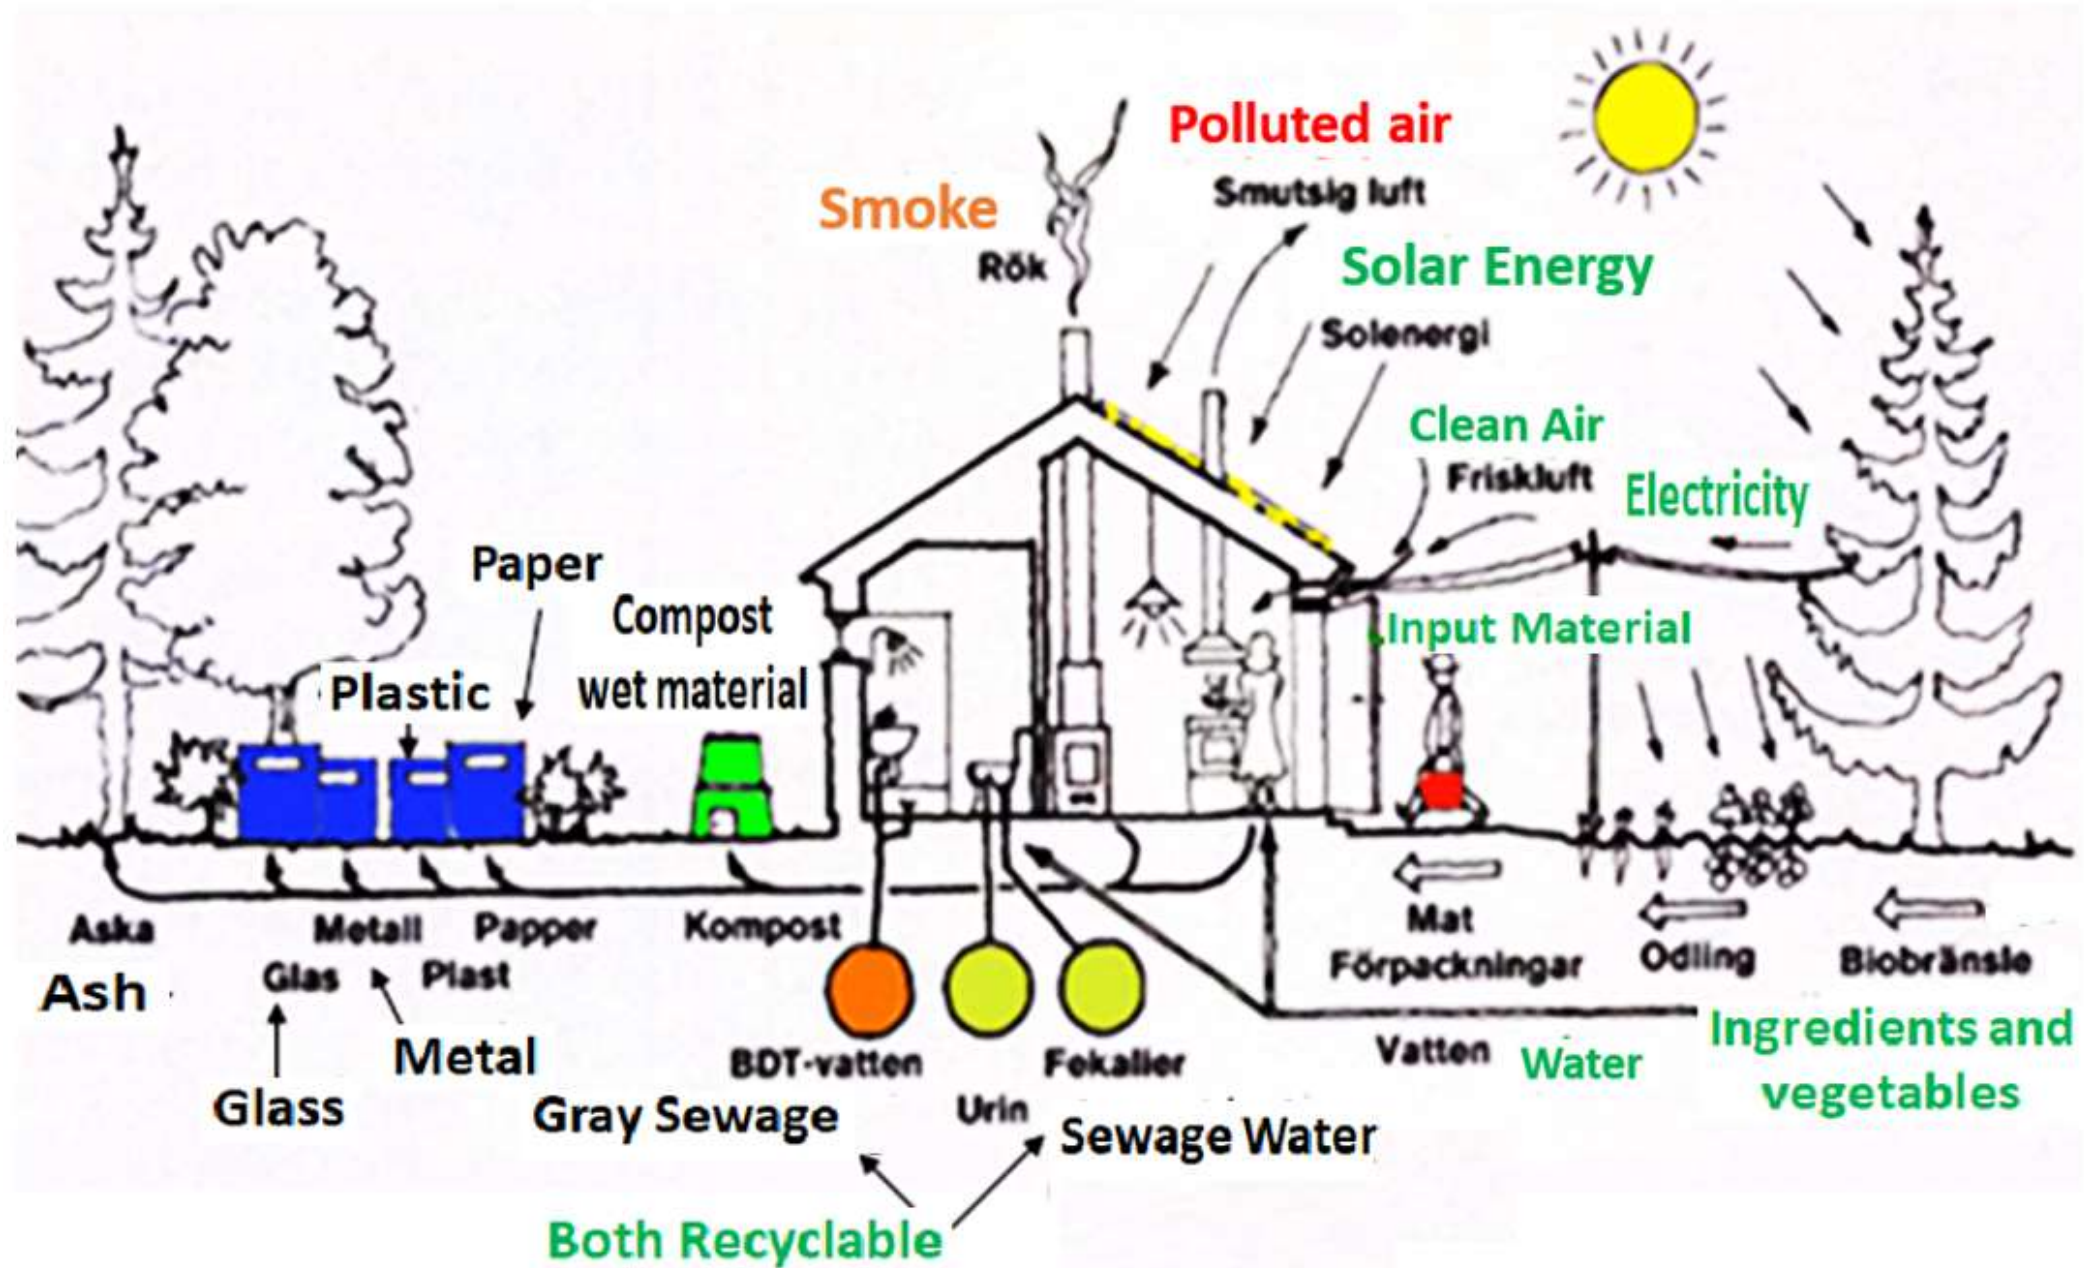 Polluted air
Smutsig luft
Smoke
Rök
Solar Energy
Solenergi
Clean Air
Friskluft
Electricity
Paper
Compost
wet material
Plastic
Input Material
Aska
Metall
Papper
Kompost
Mat
Förpackningar
Odling
Biobränsle
Ash
Glas
Plast
Metal
Glass
BDT-vatten
Gray Sewage
Urin
Fekalier
Sewage Water
Vatten
Water
Ingredients and
vegetables
Both Recyclable